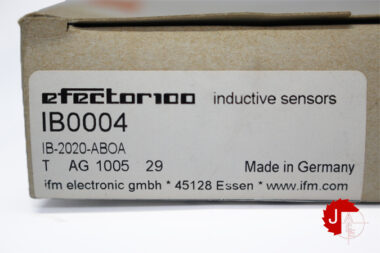 efector100 inductive sensors
IB0004
IB-2020-ABOA
T AG 1005 29 Made in Germany
ifm electronic gmbh * 45128 Essen * www.ifm.com